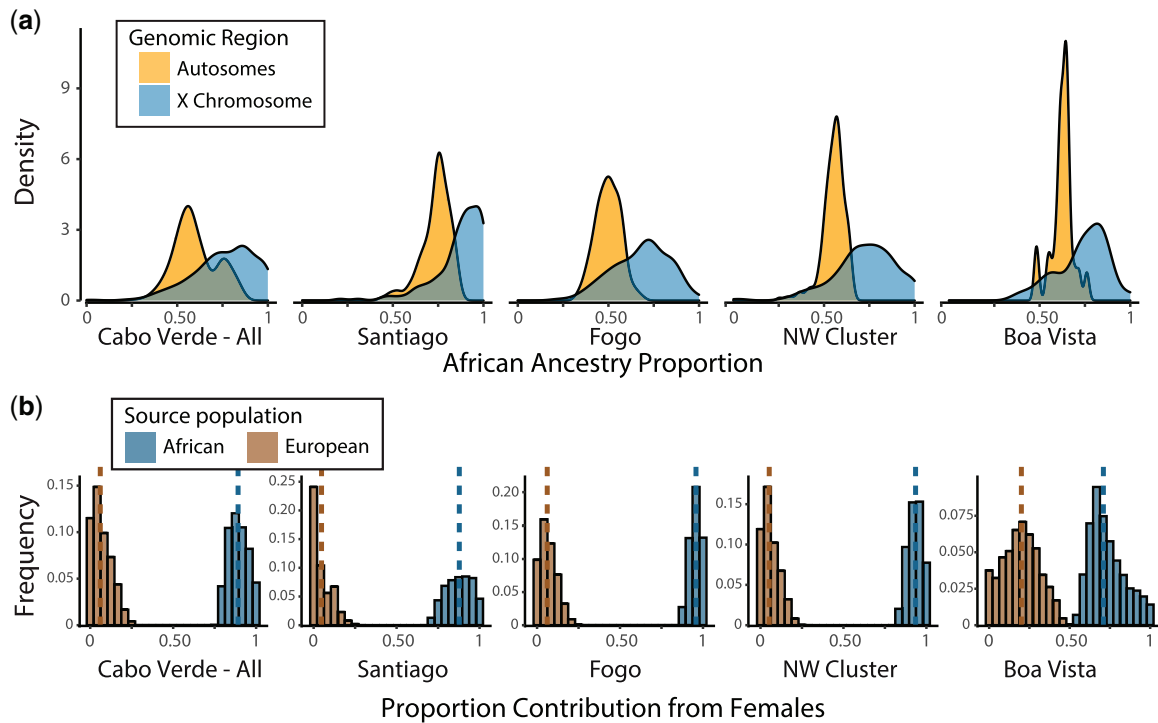 (a)
Genomic Region
Autosomes
X Chromosome
Density
9
6
3
0
0 0.50 1
0 0.50 1
0 0.50 1
0 0.50 1
0.50 1
Cabo Verde - All Santiago Fogo NW Cluster Boa Vista
African Ancestry Proportion
(b)
Source population
African European
Frequency
0.15
0.10
0.05
0
0.25
0.20
0.15
0.10
0.05
0
0.20
0.15
0.10
0.05
0
0.15
0.10
0.05
0
0.075
0.050
0.025
0
0 0.50 1
0 0.50 1
0 0.50 1
0 0.50 1
0 0.50 1
Cabo Verde - All Santiago Fogo NW Cluster Boa Vista
Proportion Contribution from Females